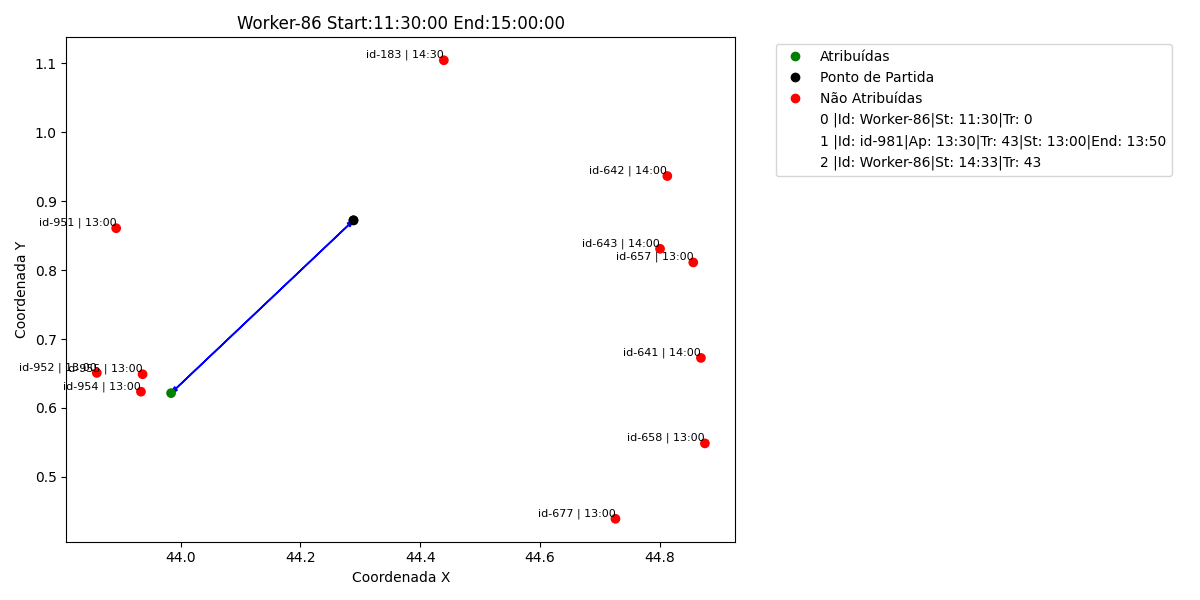 Worker-86 Start:11:30:00 End:15:00:00
Coordenada Y
1.1
1.0
0.9
0.8
0.7
0.6
0.5
id-183 | 14:30
id-642 | 14:00
id-951 | 13:00
id-643 | 14:00
id-657 | 13:00
id-641 | 14:00
id-952 | 13:00
13:00
id-954 | 13:00
id-658 | 13:00
id-677 | 13:00
44.0
44.2
44.4
44.6
44.8
Coordenada X
Atribuídas
Ponto de Partida
Não Atribuídas
0 |Id: Worker-86|St: 11:30|Tr: 0
1 |Id: id-981|Ap: 13:30|Tr: 43|St: 13:00|End: 13:50
2 |Id: Worker-86|St: 14:33|Tr: 43